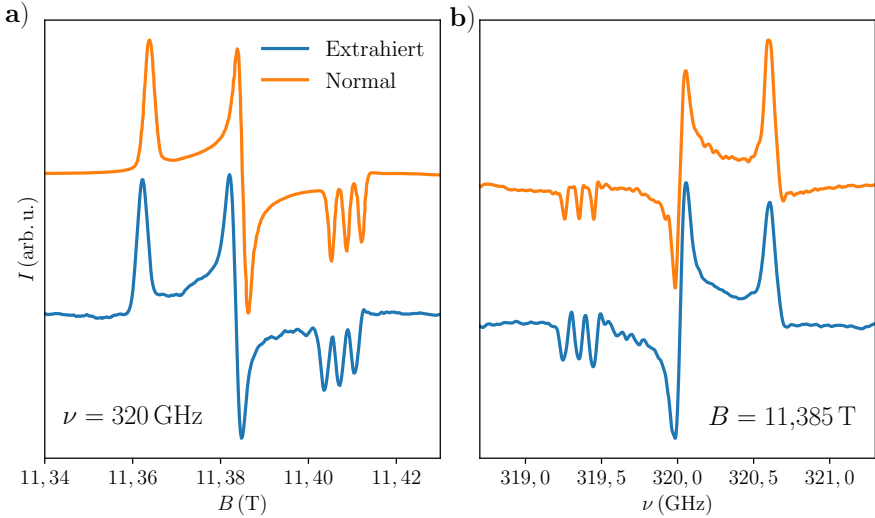 a)
Extrahiert
Normal
I (arb. u.)
ν = 320 GHz
11,34
11,36
11,38
11,40
11,42
B (T)
b)
B = 11,385 T
319,0
319,5
320,0
320,5
321,0
ν (GHz)